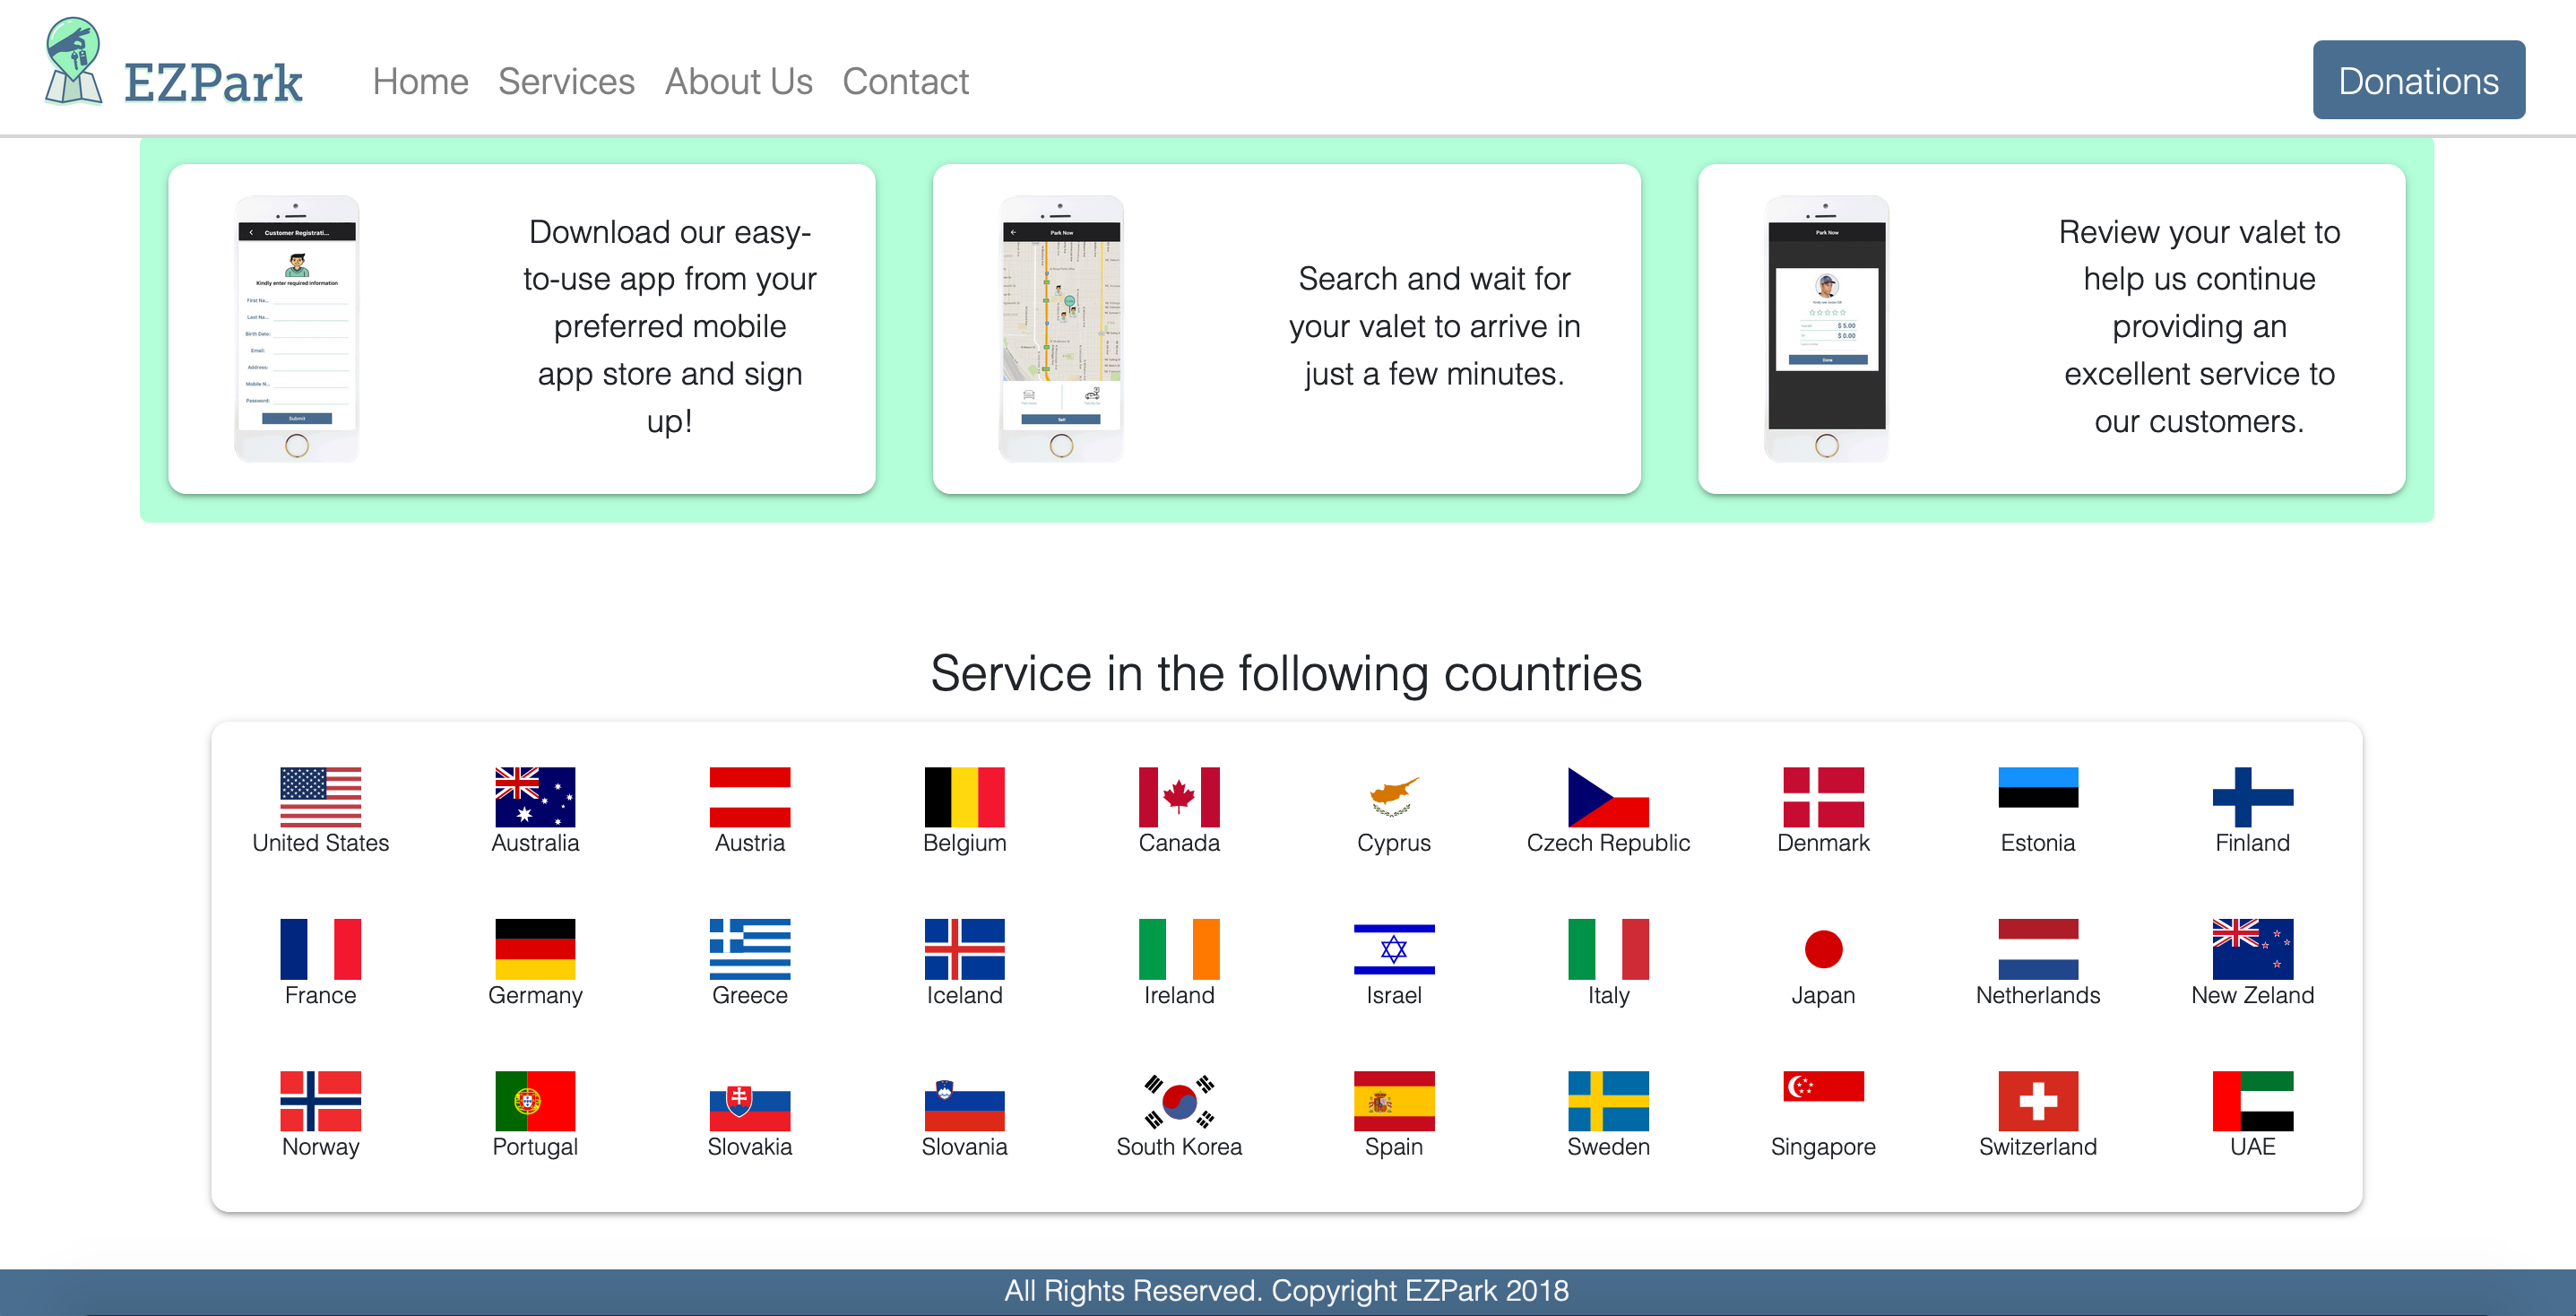 EZPark
Home Services About Us Contact
Donations
Customer Registrati...
Kindly enter required information
First Na...
Last Na...
Birth Date:
Email:
Address:
Mobile N...
Password:
Submit
Download our easy-
to-use app from your
preferred mobile
app store and sign
up!
Park Now
Search and wait for
your valet to arrive in
just a few minutes.
Park Now
$ 5.00
$ 0.00
Done
Review your valet to
help us continue
providing an
excellent service to
our customers.
Service in the following countries
United States Australia Austria Belgium Canada Cyprus Czech Republic Denmark Estonia Finland
France Germany Greece Iceland Ireland Israel Italy Japan Netherlands New Zeland
Norway Portugal Slovakia Slovania South Korea Spain Sweden Singapore Switzerland UAE
All Rights Reserved. Copyright EZPark 2018